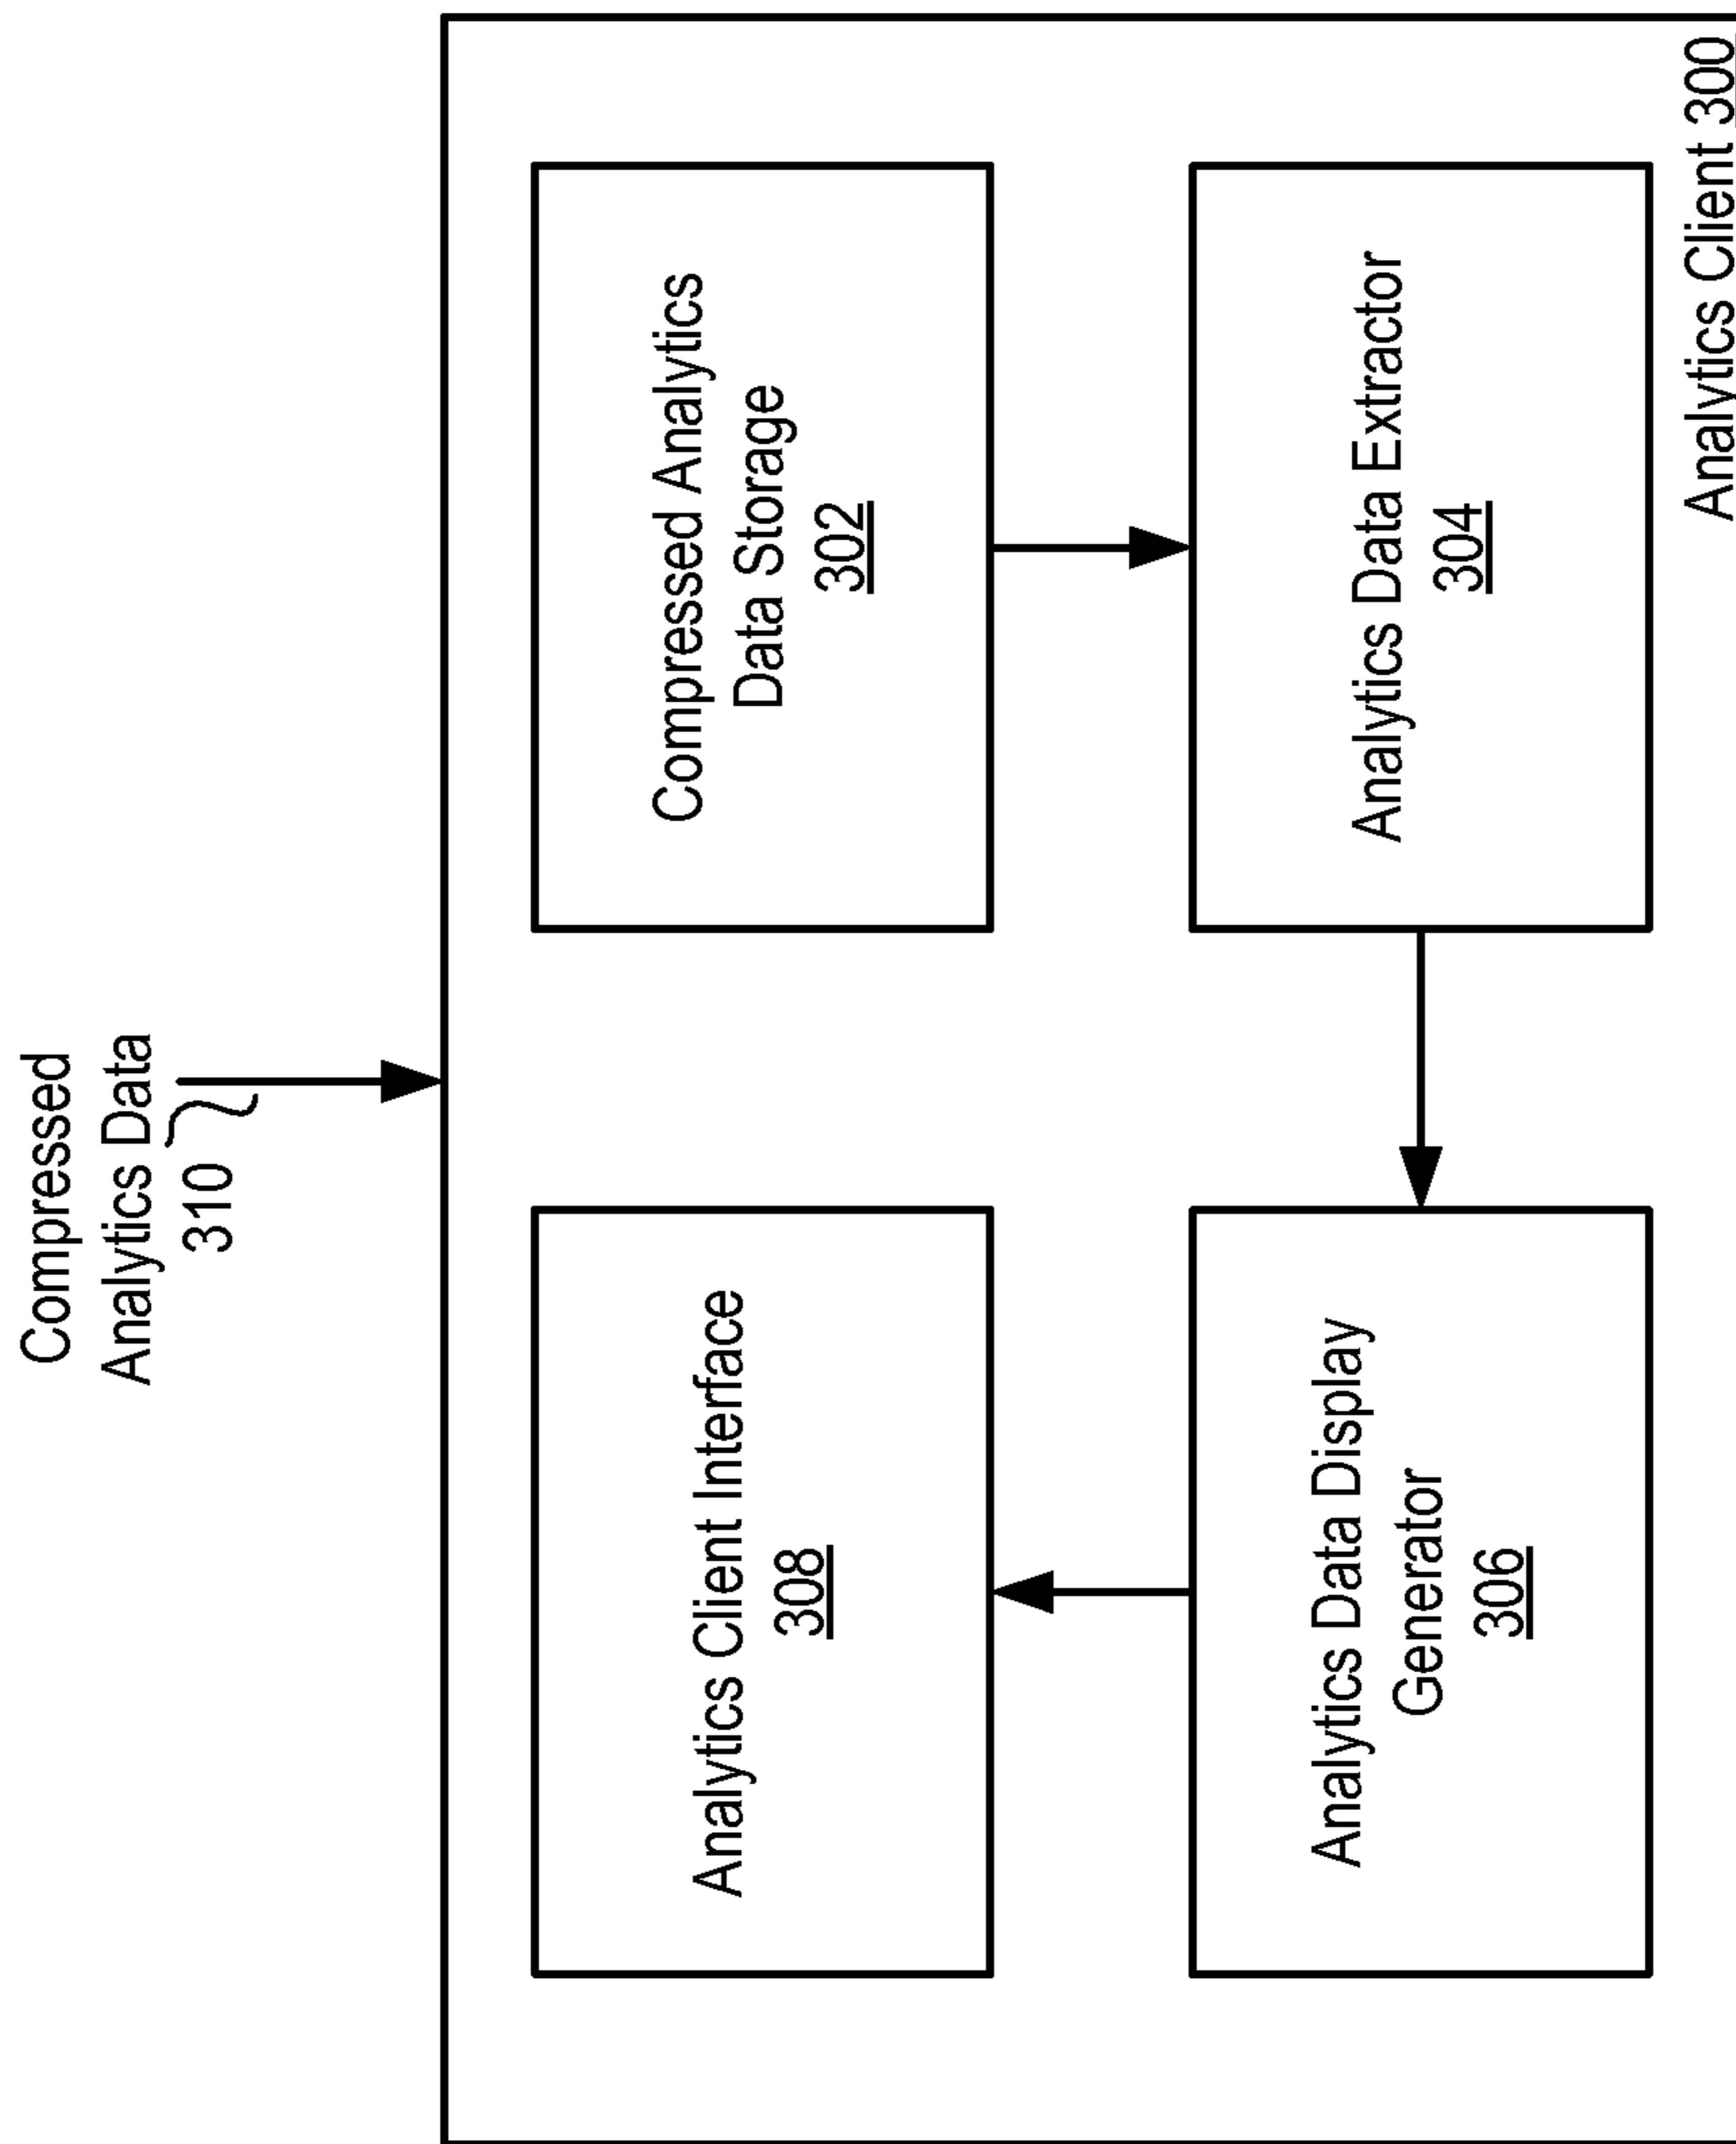 Compressed
Analytics Data
310
Analytics Client Interface
308
Compressed Analytics
Data Storage
302
Analytics Data Display
Generator
306
Analytics Data Extractor
304
Analytics Client 300